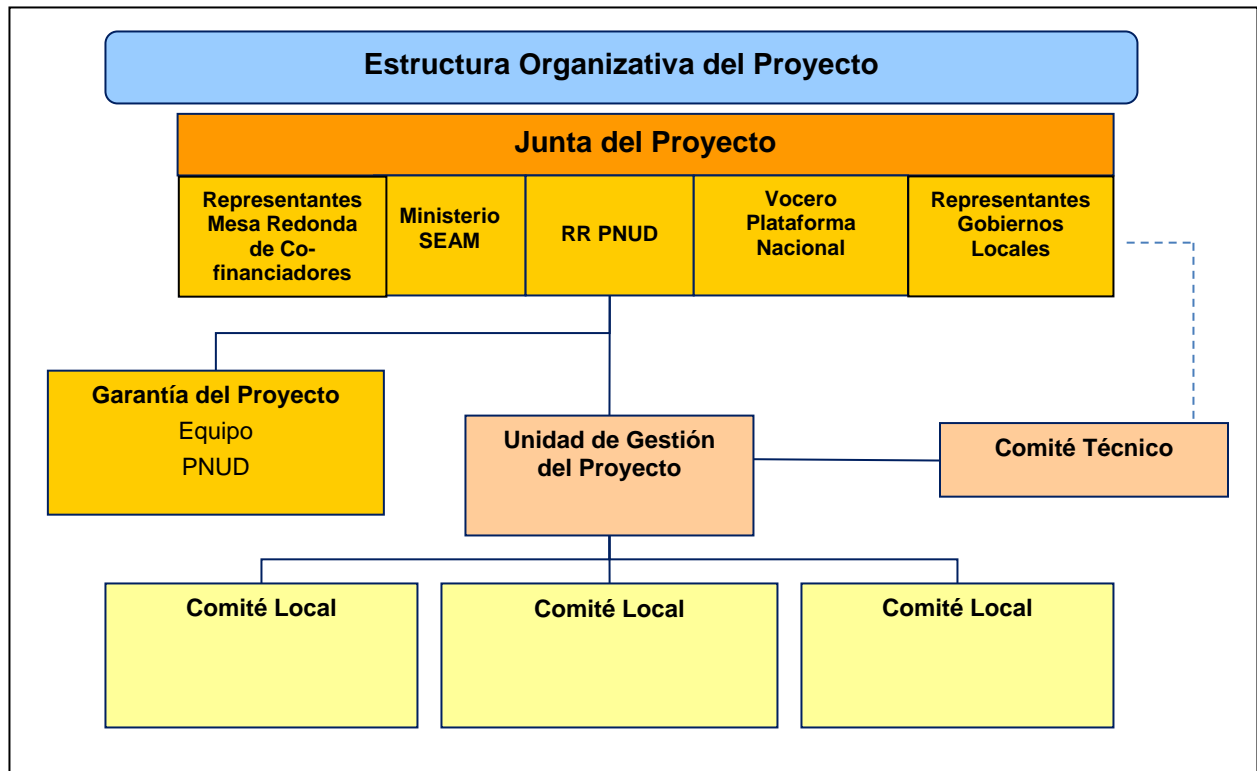 Estructura Organizativa del Proyecto
Junta del Proyecto
Representantes
Mesa Redonda
de Co-
financiadores
Ministerio
SEAM
RR PNUD
Vocero
Plataforma
Nacional
Representantes
Gobiernos
Locales
Garantía del Proyecto
Equipo
PNUD
Unidad de Gestión
del Proyecto
Comité Técnico
Comité Local
Comité Local
Comité Local